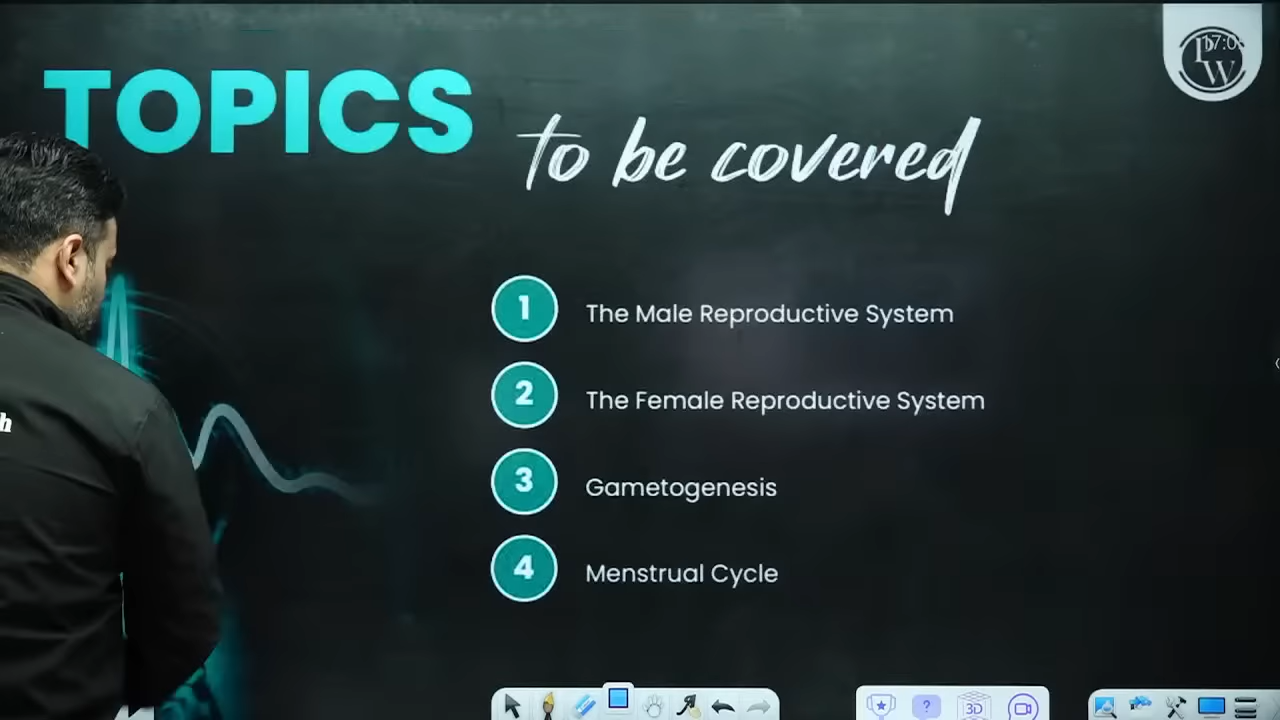 TOPICS
to be covered
1 The Male Reproductive System
2 The Female Reproductive System
3 Gametogenesis
4 Menstrual Cycle
h
W
?
3D